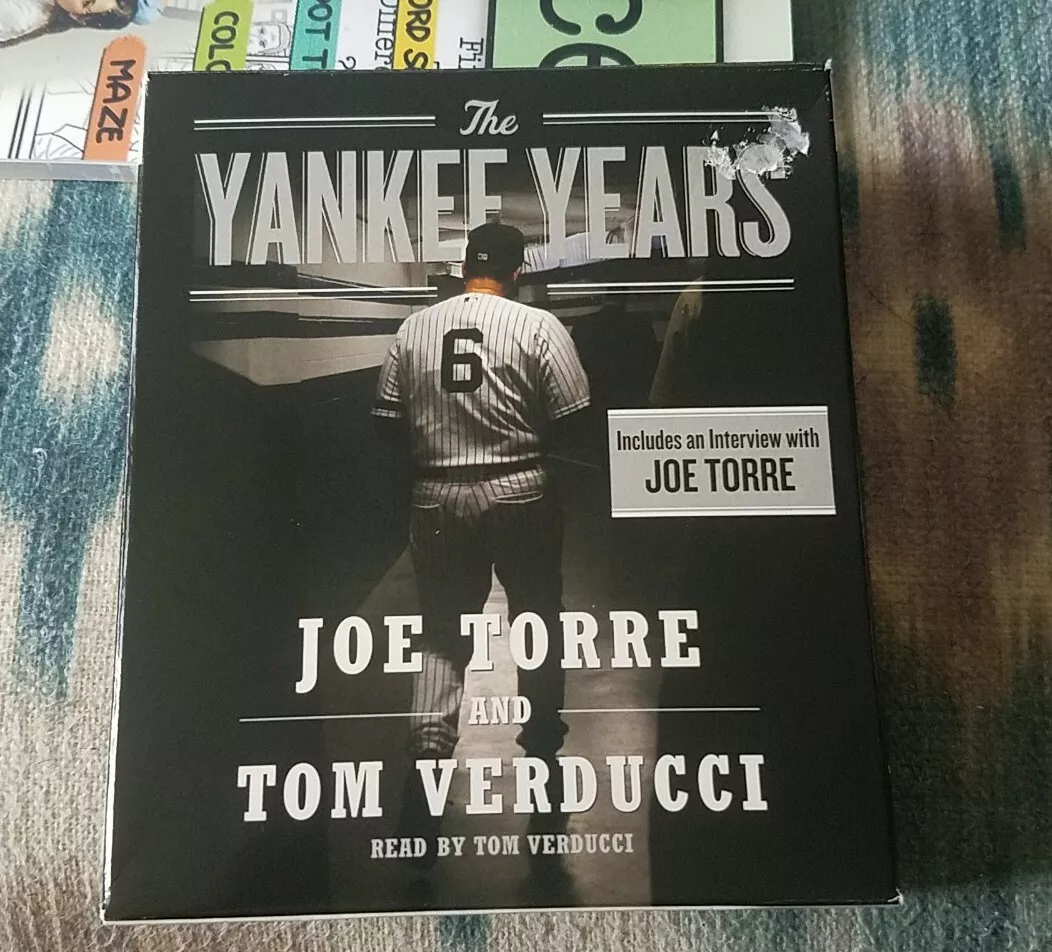 MAZE
The
YANKEE YEARS
6
Includes an Interview with
JOE TORRE
JOE TORRE
AND
TOM VERDUCCI
READ BY TOM VERDUCCI